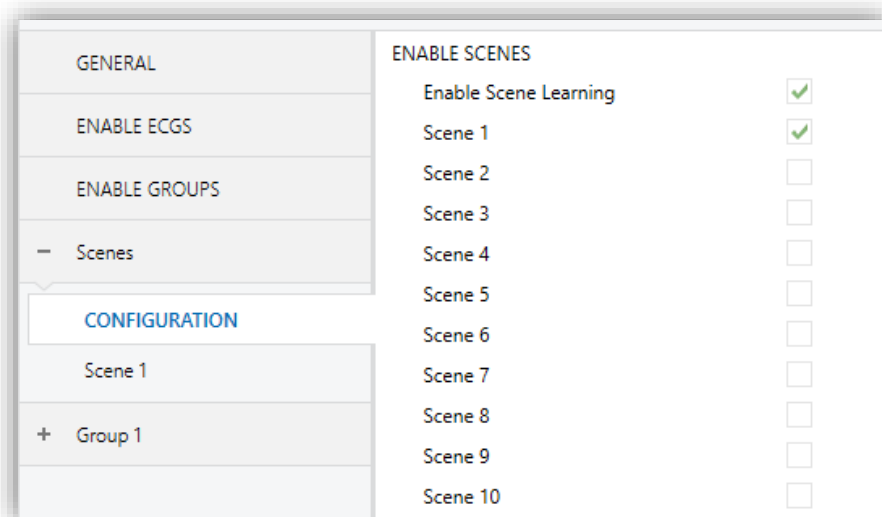 GENERAL
ENABLE ECGS
ENABLE GROUPS
− Scenes
CONFIGURATION
Scene 1
+ Group 1
ENABLE SCENES
Enable Scene Learning
Scene 1
Scene 2
Scene 3
Scene 4
Scene 5
Scene 6
Scene 7
Scene 8
Scene 9
Scene 10